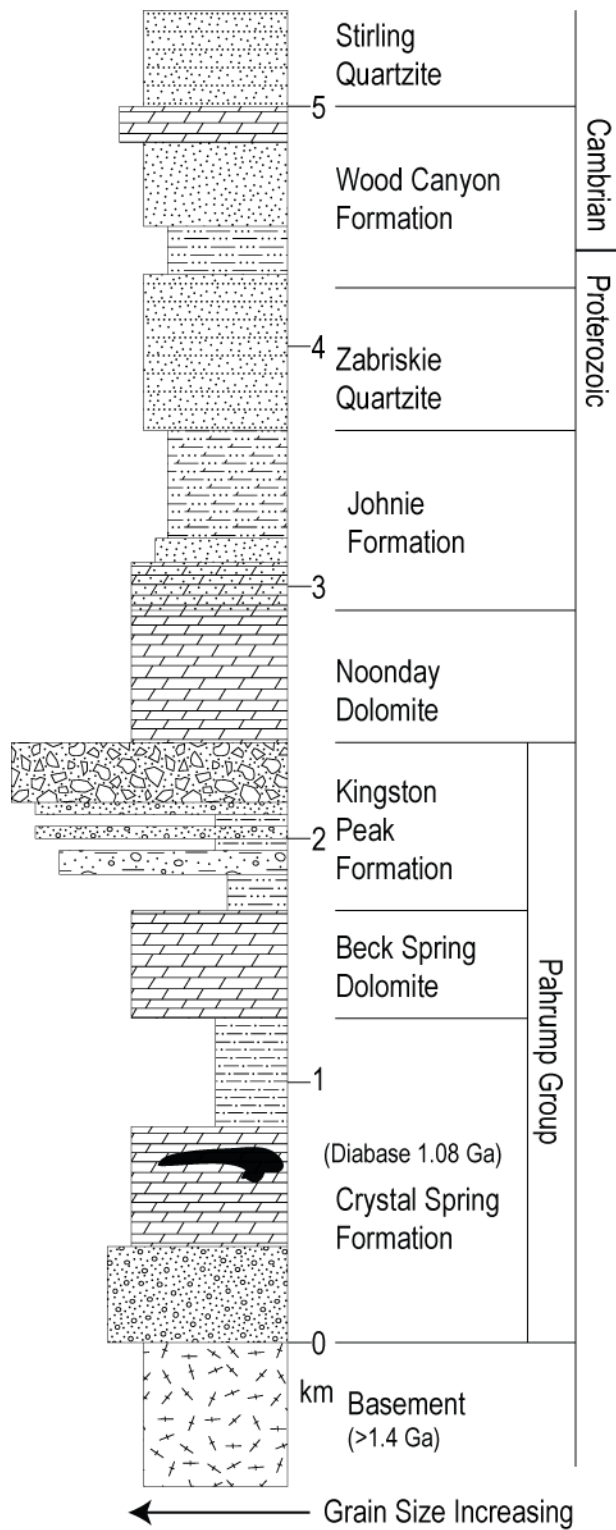 Stirling
Quartzite
5
Cambrian
Wood Canyon
Formation
Proterozoic
4
Zabriskie
Quartzite
Johnie
Formation
3
Noonday
Dolomite
Kingston
Peak
Formation
2
Beck Spring
Dolomite
Pahrump Group
1
(Diabase 1.08 Ga)
Crystal Spring
Formation
0
km
Basement
(>1.4 Ga)
Grain Size Increasing